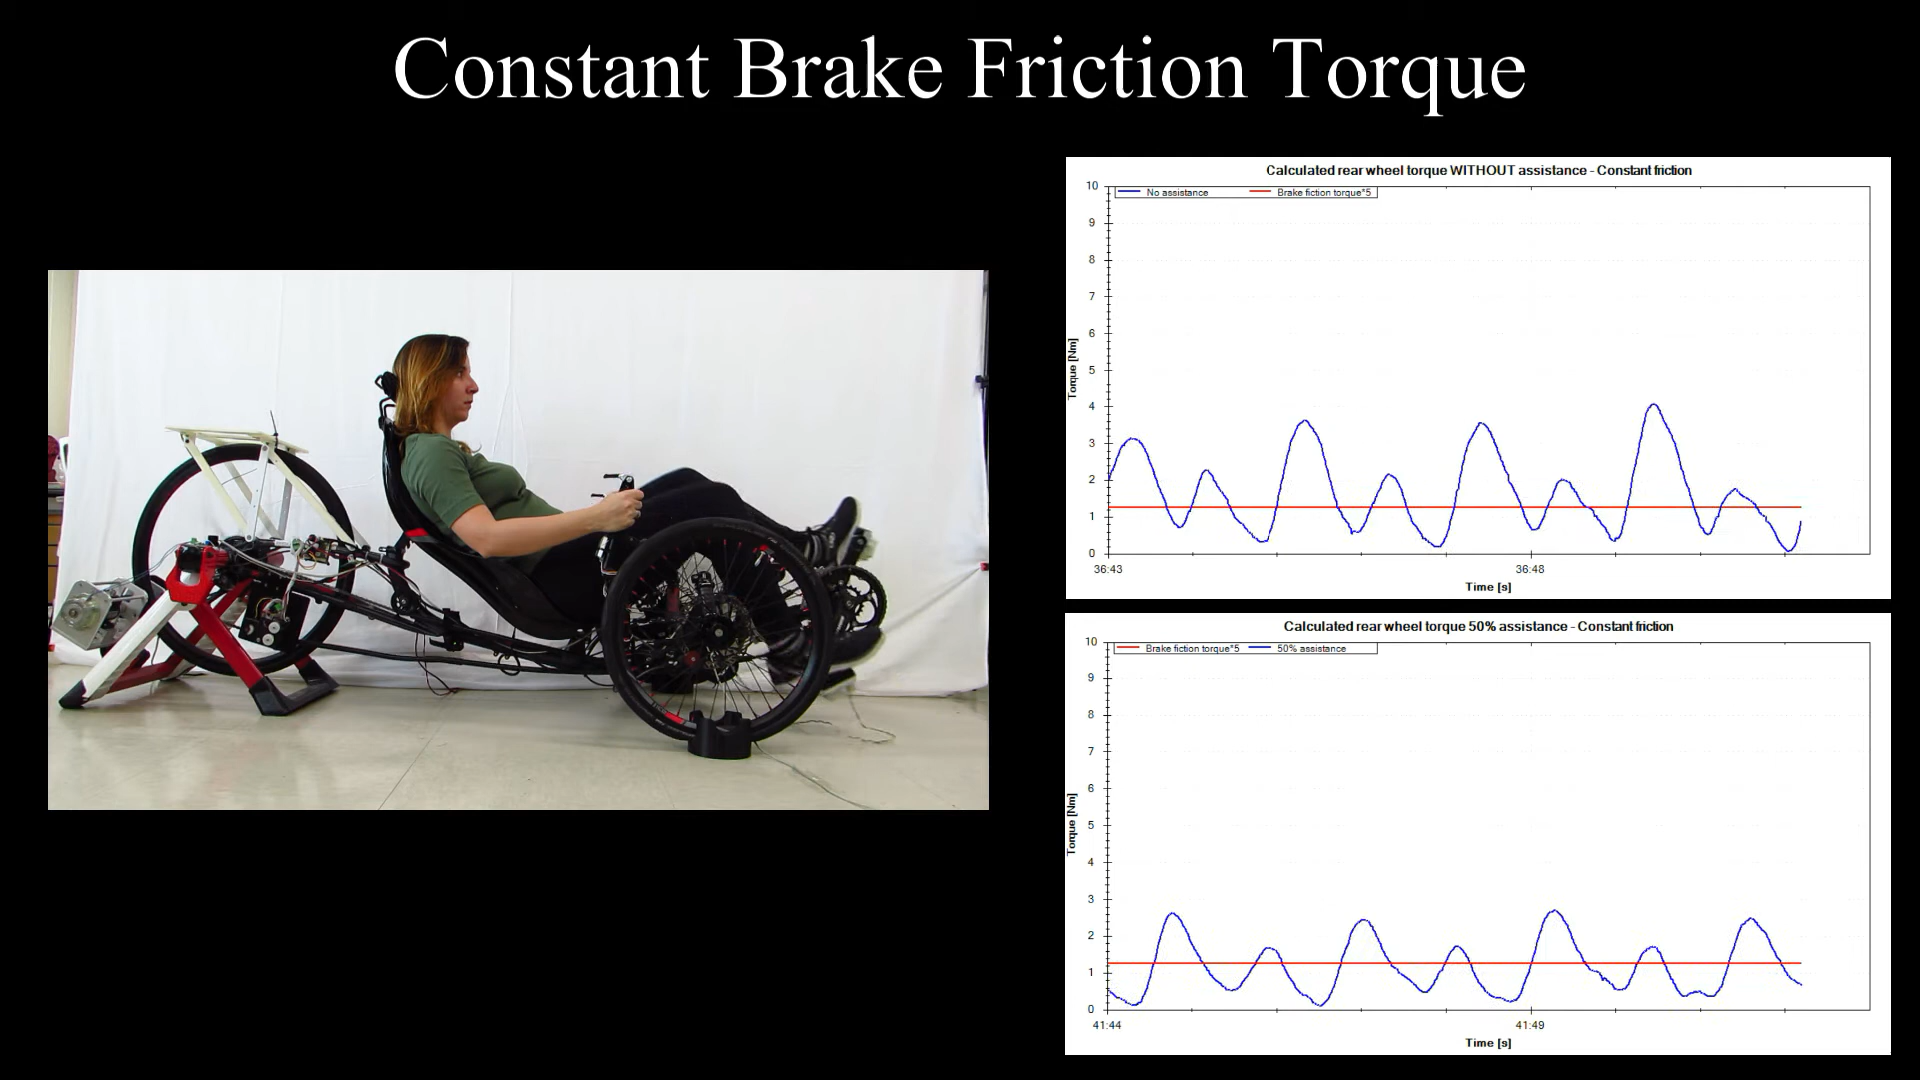 Constant Brake Friction Torque
Calculated rear wheel torque WITHOUT assistance - Constant friction
No assistance Brake fiction torque*5
10
9
8
7
6
5
4
3
2
1
0
Torque [Nm]
36:43 36:48
Time [s]
Calculated rear wheel torque 50% assistance - Constant friction
Brake fiction torque*5 50% assistance
10
9
8
7
6
5
4
3
2
1
0
Torque [Nm]
41:44 41:49
Time [s]